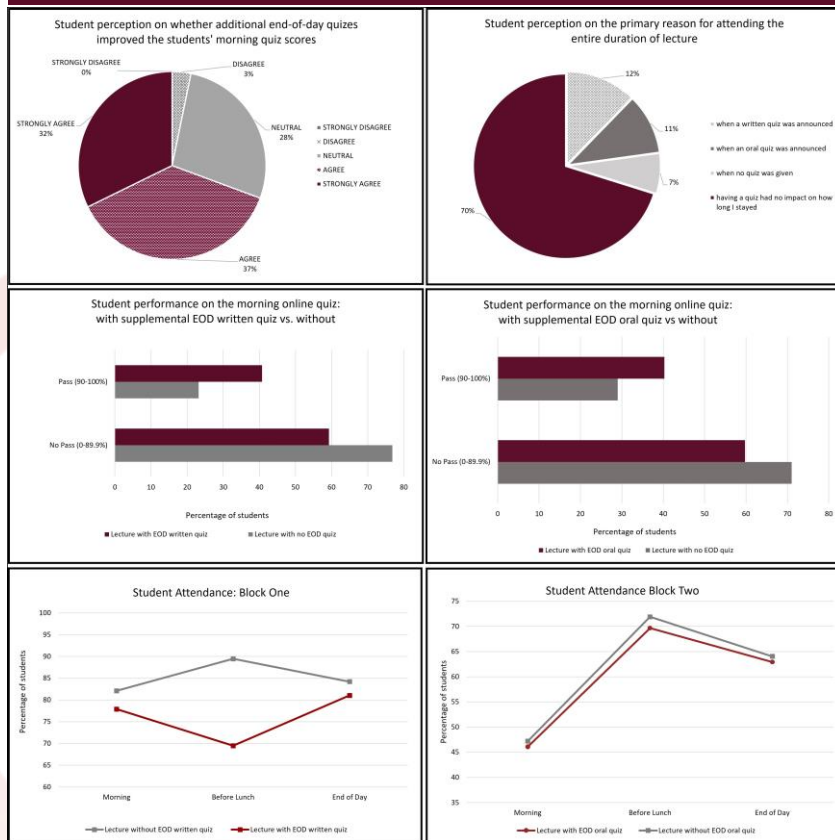 Student perception on whether additional end-of-day quizzes
improved the students' morning quiz scores
STRONGLY DISAGREE
0%
DISAGREE
3%
NEUTRAL
28%
AGREE
37%
STRONGLY AGREE
32%
STRONGLY DISAGREE
DISAGREE
NEUTRAL
AGREE
STRONGLY AGREE
Student perception on the primary reason for attending the
entire duration of lecture
12%
11%
7%
70%
when a written quiz was announced
when an oral quiz was announced
when no quiz was given
having a quiz had no impact on how
long I stayed
Student performance on the morning online quiz:
with supplemental EOD written quiz vs. without
Pass (90-100%)
No Pass (0-89.9%)
0 10 20 30 40 50 60 70 80
Percentage of students
Lecture with EOD written quiz Lecture with no EOD quiz
Student performance on the morning online quiz:
with supplemental EOD oral quiz vs without
Pass (90-100%)
No Pass (0-89.9%)
0 10 20 30 40 50 60 70 80
Percentage of students
Lecture with EOD oral quiz Lecture with no EOD quiz
Student Attendance: Block One
Percentage of students
100
95
90
85
80
75
70
65
60
Morning Before Lunch End of Day
Lecture without EOD written quiz Lecture with EOD written quiz
Student Attendance Block Two
Percentage of students
75
70
65
60
55
50
45
40
35
Morning Before Lunch End of Day
Lecture with EOD oral quiz Lecture without EOD oral quiz